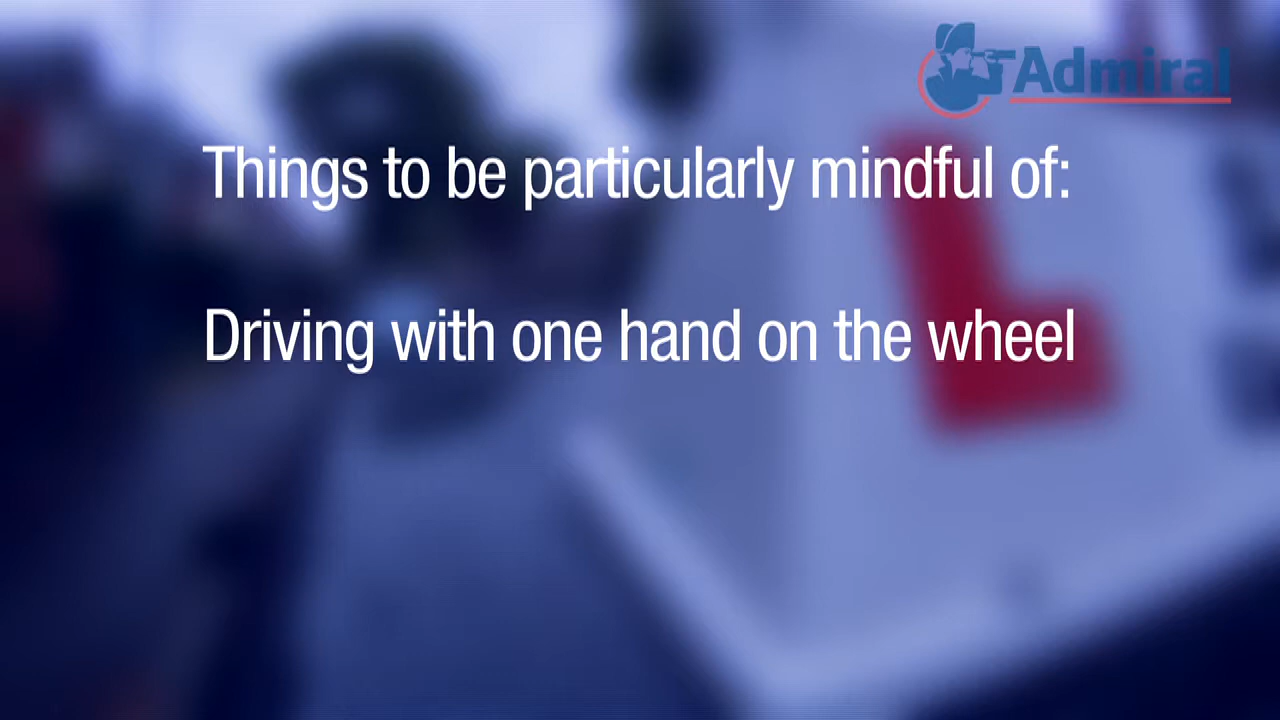 Admiral
Things to be particularly mindful of:
Driving with one hand on the wheel
L